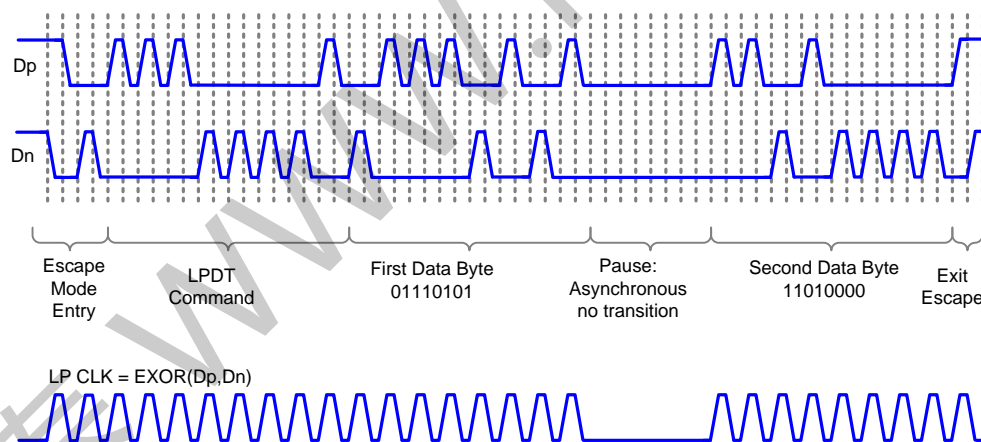 Dp
Dn
Escape
Mode
Entry
LPDT
Command
First Data Byte
01110101
Pause:
Asynchronous
no transition
Second Data Byte
11010000
Exit
Escape
LP CLK = EXOR(Dp,Dn)